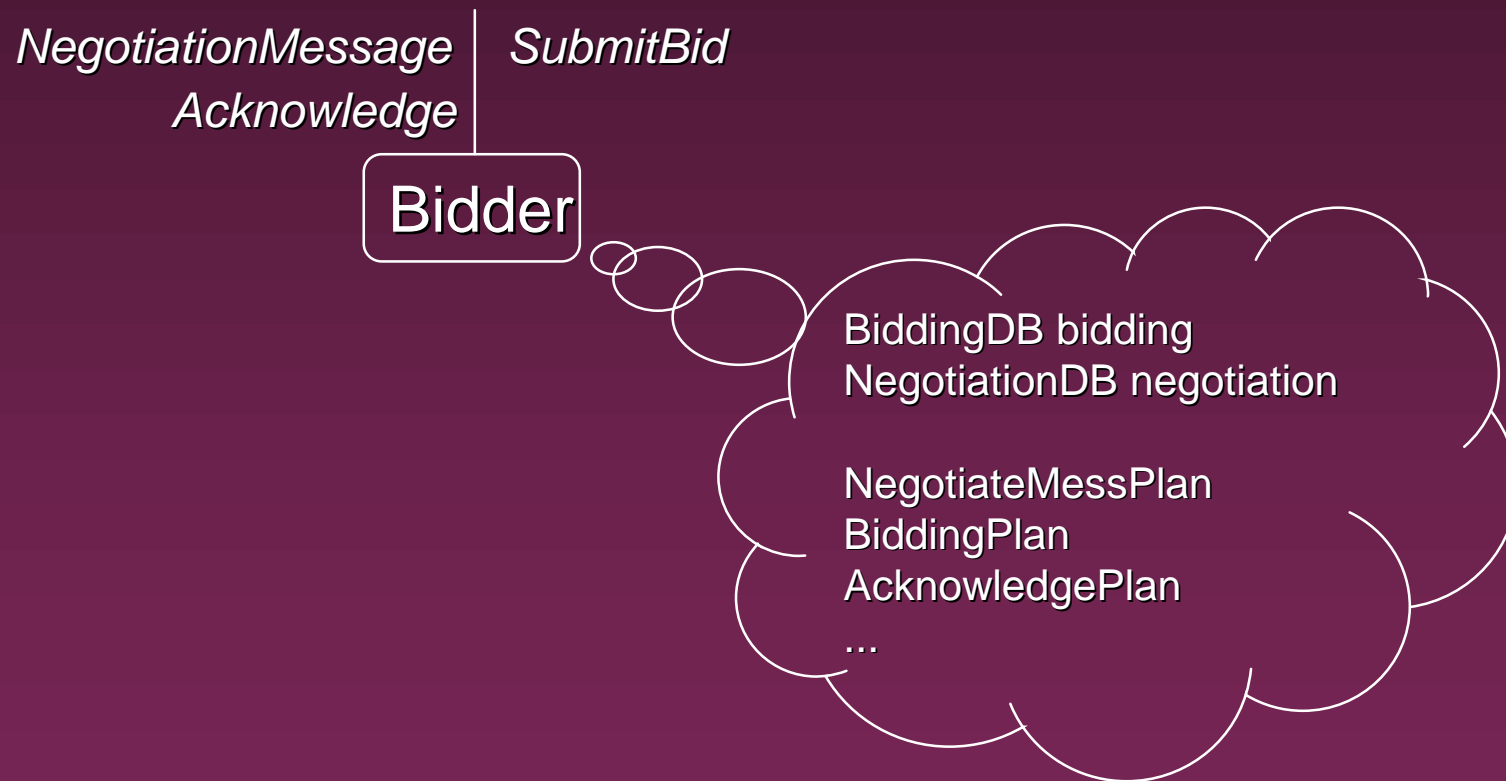 NegotiationMessage SubmitBid
Acknowledge
Bidder
BiddingDB bidding
NegotiationDB negotiation
NegotiateMessPlan
BiddingPlan
AcknowledgePlan
...